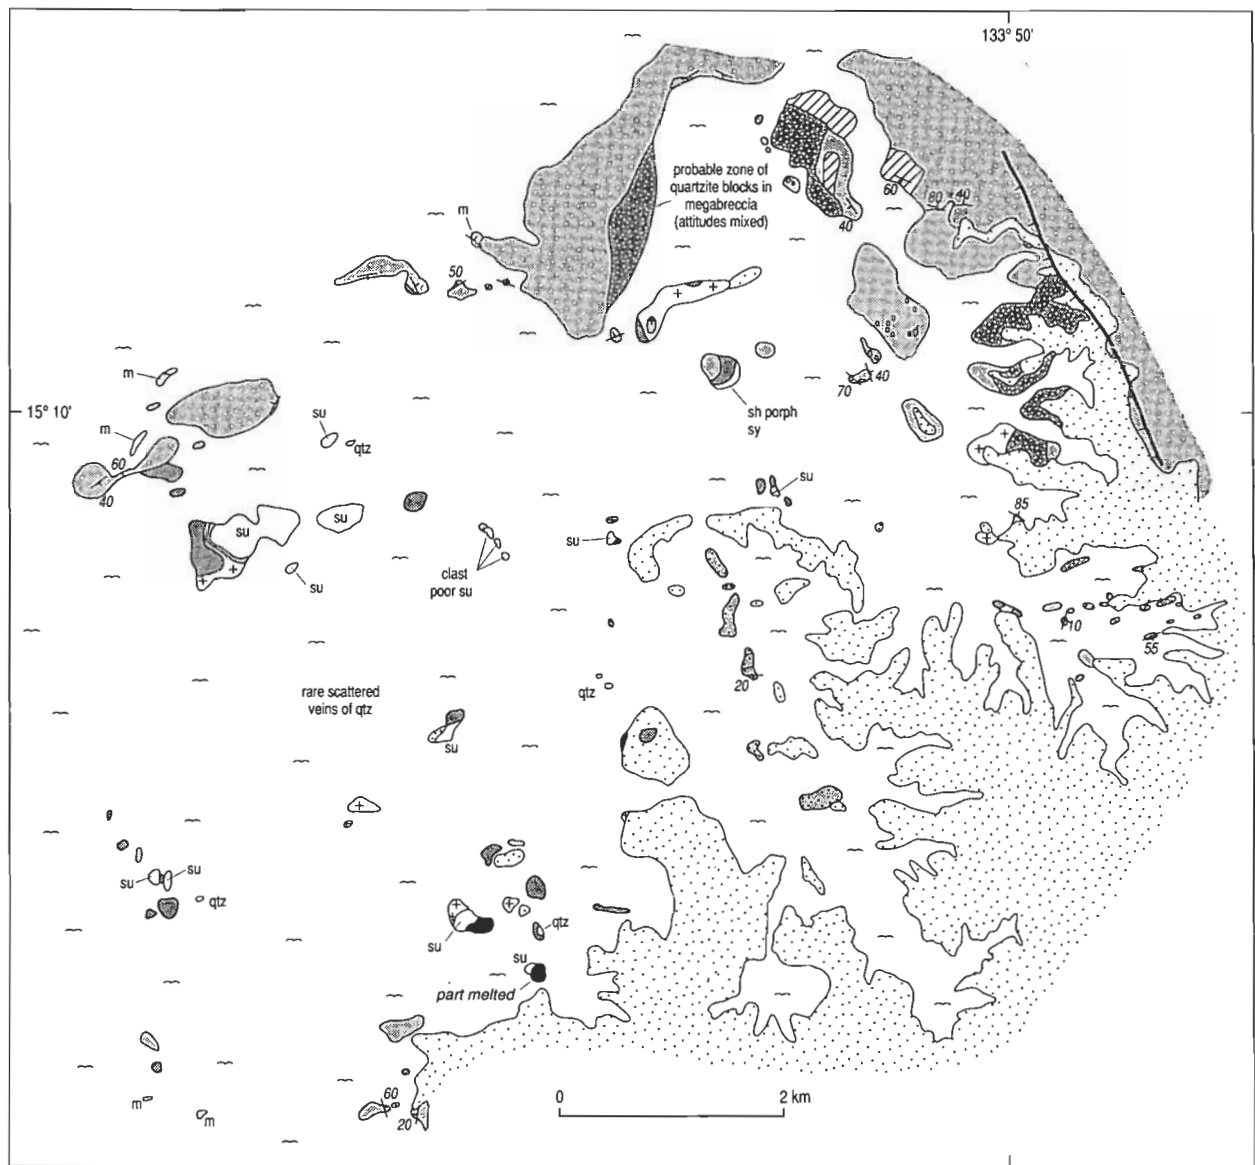 133° 50'
probable zone of
quartzite blocks in
megabreccia
(attitudes mixed)
60
80
40
m
40
50
m
70
40
sh porph
sy
15° 10'
su
qtz
m
60
40
su
su
su
85
su
su
clast
poor su
su
10
55
rare scattered
veins of qtz
qtz
20
su
su
su
qtz
su
qtz
su
part melted
0
2 km
60
20
m
m